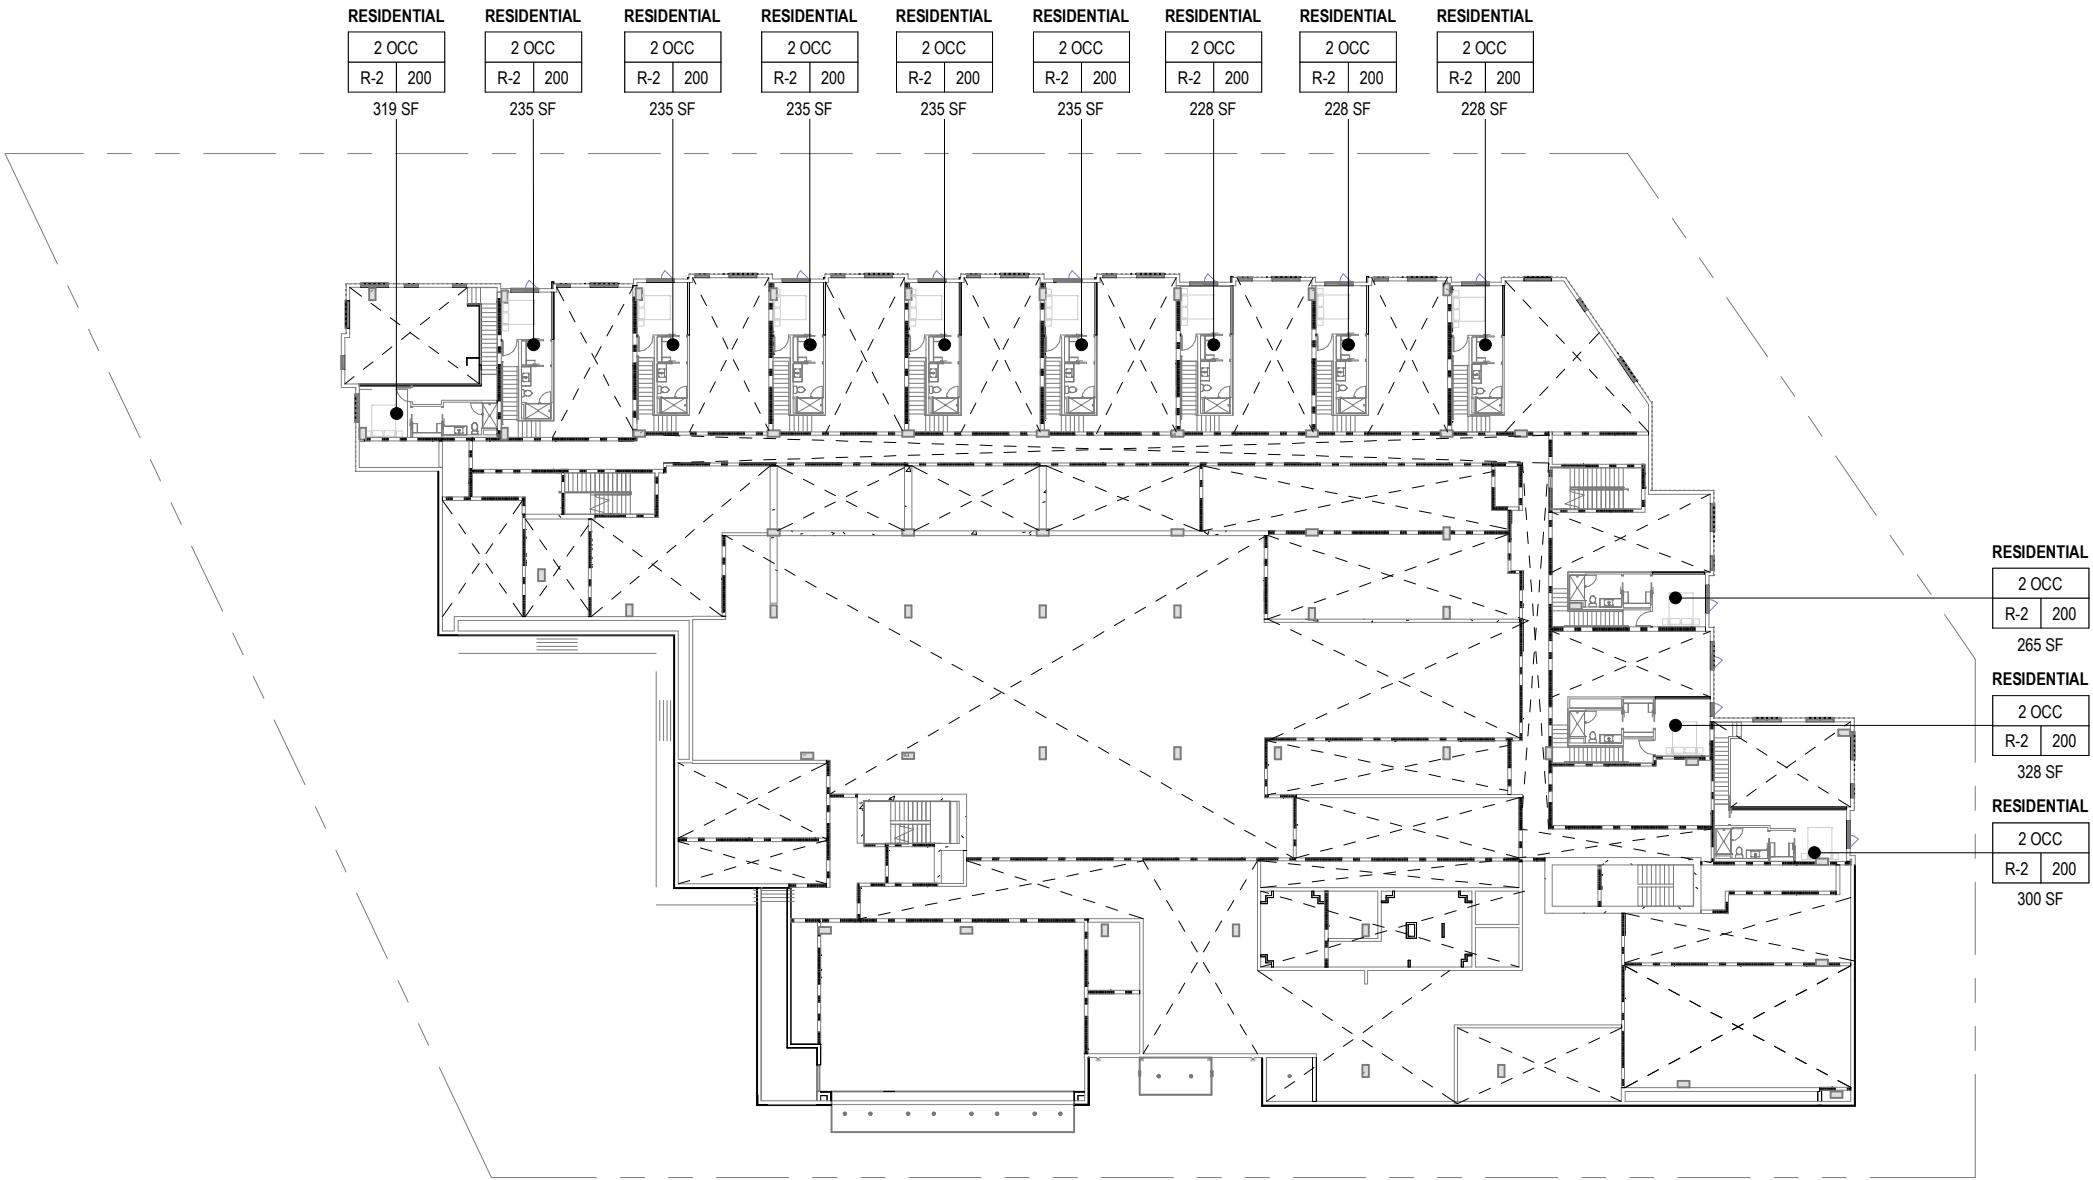 RESIDENTIAL RESIDENTIAL RESIDENTIAL RESIDENTIAL RESIDENTIAL RESIDENTIAL RESIDENTIAL RESIDENTIAL RESIDENTIAL
2 OCC 2 OCC 2 OCC 2 OCC 2 OCC 2 OCC 2 OCC 2 OCC 2 OCC
R-2 200 R-2 200 R-2 200 R-2 200 R-2 200 R-2 200 R-2 200 R-2 200 R-2 200
319 SF 235 SF 235 SF 235 SF 235 SF 235 SF 228 SF 228 SF 228 SF
RESIDENTIAL
2 OCC
R-2 200
265 SF
RESIDENTIAL
2 OCC
R-2 200
328 SF
RESIDENTIAL
2 OCC
R-2 200
300 SF